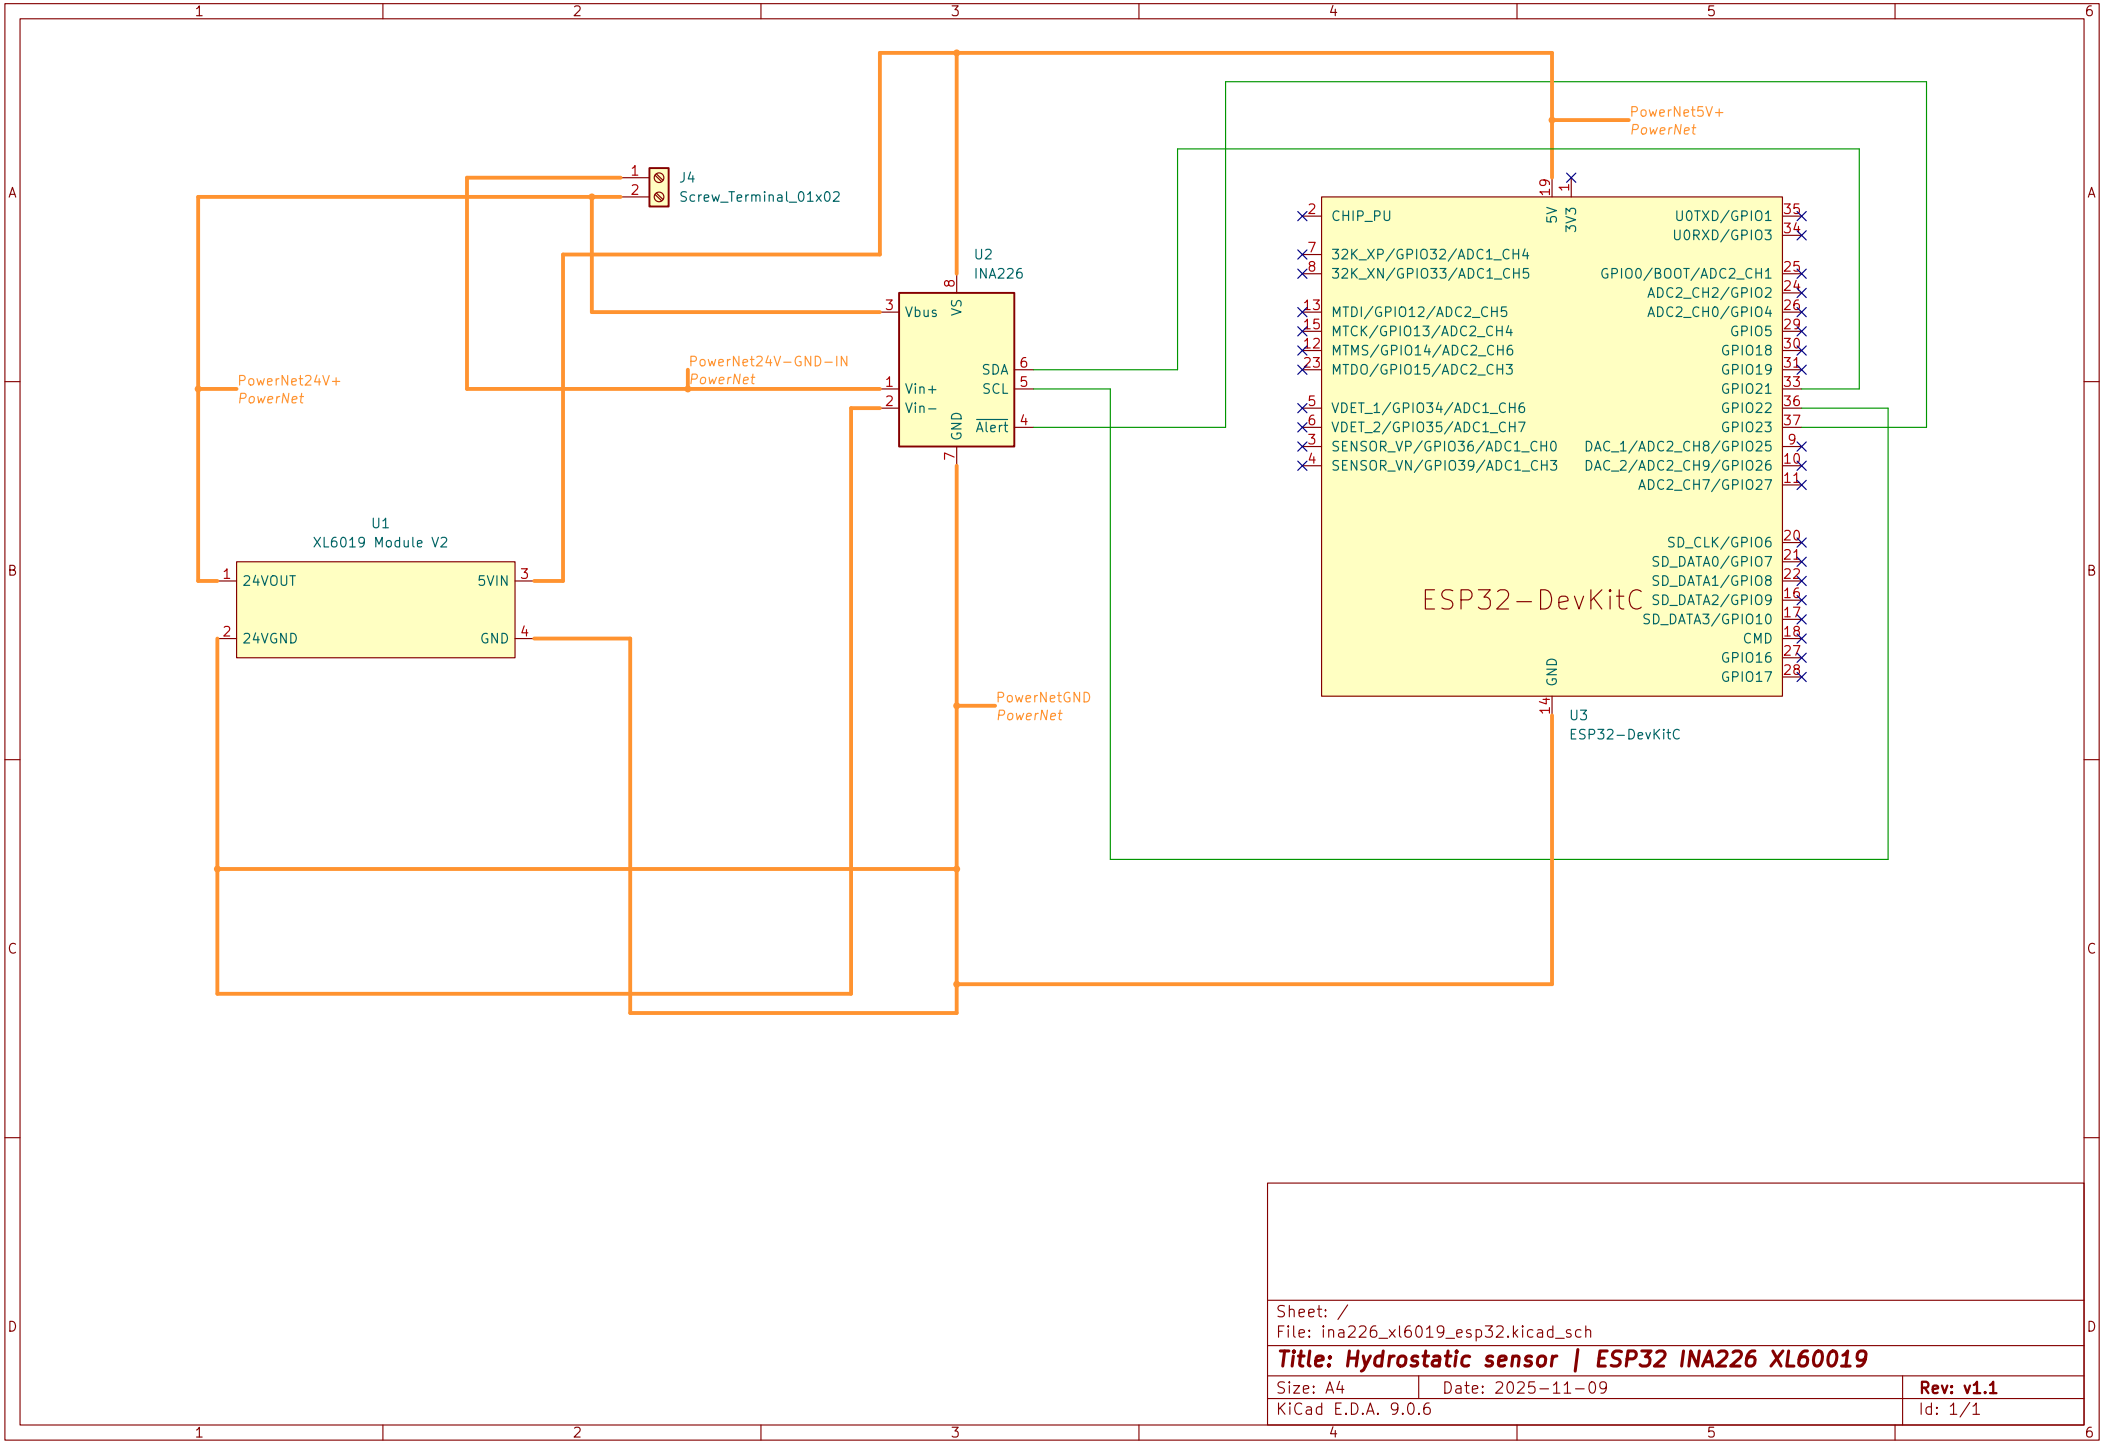 1 2 3 4 5 6
PowerNet5V+
PowerNet
A
1
2
J4
Screw_Terminal_01x02
A
U2
INA226
8
3
1
2
7
6
5
4
VS
Vbus
Vin+
Vin-
GND
SDA
SCL
Alert
PowerNet24V-GND-IN
PowerNet
PowerNet24V+
PowerNet
19
1
5V
3V3
2 CHIP_PU
7 32K_XP/GPIO32/ADC1_CH4
8 32K_XN/GPIO33/ADC1_CH5
13 MTDI/GPIO12/ADC2_CH5
15 MTCK/GPIO13/ADC2_CH4
12 MTMS/GPIO14/ADC2_CH6
23 MTDO/GPIO15/ADC2_CH3
5 VDET_1/GPIO34/ADC1_CH6
6 VDET_2/GPIO35/ADC1_CH7
3 SENSOR_VP/GPIO36/ADC1_CH0
4 SENSOR_VN/GPIO39/ADC1_CH3
U0TXD/GPIO1 35
U0RXD/GPIO3 34
GPIO0/BOOT/ADC2_CH1 25
ADC2_CH2/GPIO2 24
ADC2_CH0/GPIO4 26
GPIO5 29
GPIO18 30
GPIO19 31
GPIO21 33
GPIO22 36
GPIO23 37
DAC_1/ADC2_CH8/GPIO25 9
DAC_2/ADC2_CH9/GPIO26 10
ADC2_CH7/GPIO27 11
SD_CLK/GPIO6 20
SD_DATA0/GPIO7 21
SD_DATA1/GPIO8 22
SD_DATA2/GPIO9 16
SD_DATA3/GPIO10 17
CMD 18
GPIO16 27
GPIO17 28
ESP32-DevKitC
GND
14
U3
ESP32-DevKitC
B
U1
XL6019 Module V2
1 24VOUT
2 24VGND
5VIN 3
GND 4
B
PowerNetGND
PowerNet
C
C
D
D
Sheet: /
File: ina226_xl6019_esp32.kicad_sch
Title: Hydrostatic sensor | ESP32 INA226 XL60019
Size: A4
Date: 2025-11-09
Rev: v1.1
KiCad E.D.A. 9.0.6
Id: 1/1
1 2 3 4 5 6